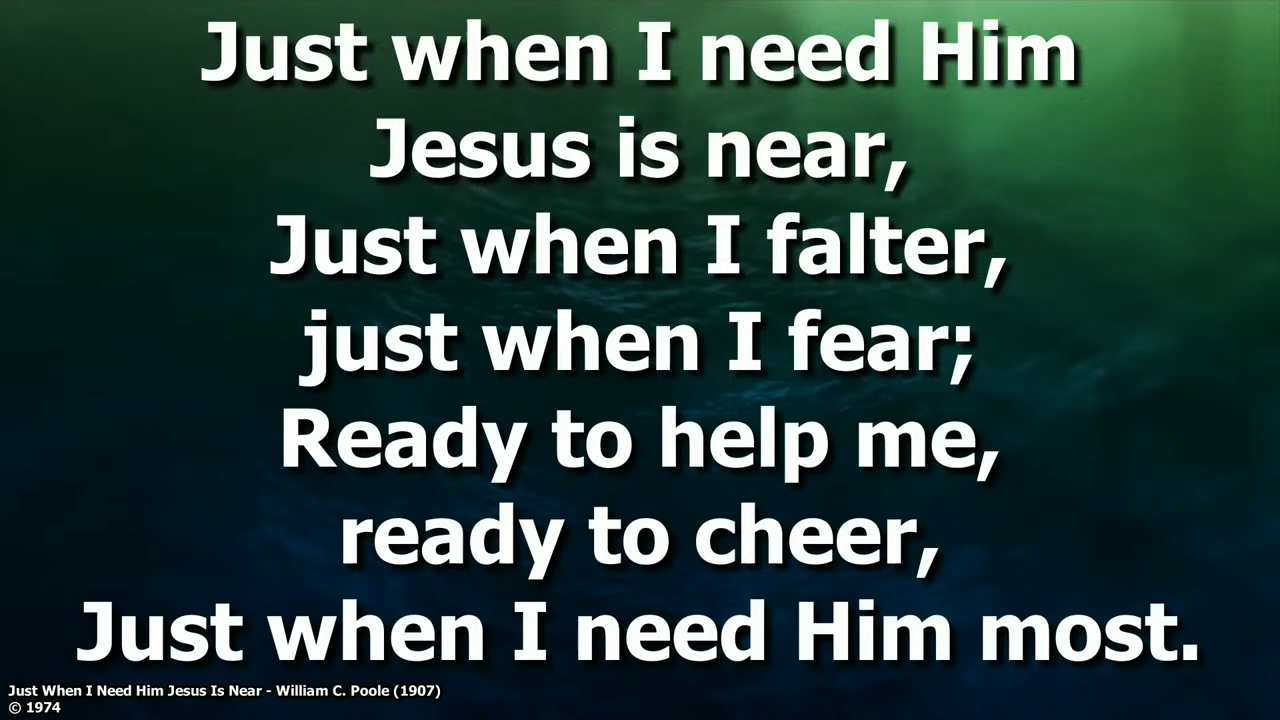 Just when I need Him
Jesus is near,
Just when I falter,
just when I fear;
Ready to help me,
ready to cheer,
Just when I need Him most.
Just When I Need Him Jesus Is Near - William C. Poole (1907)
© 1974